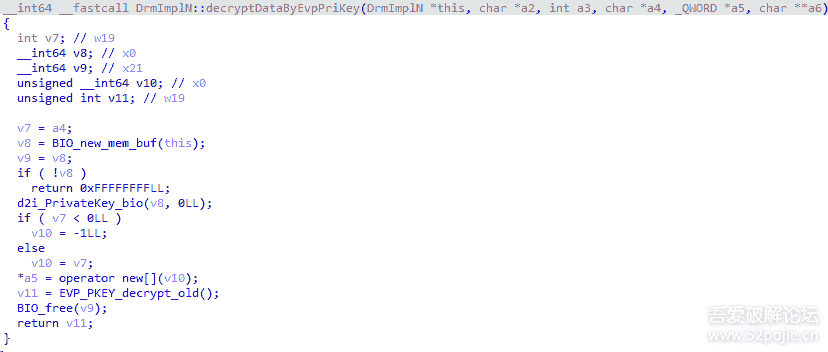 __int64 __fastcall DrmImplN::decryptDataByEvpPriKey(DrmImplN *this, char *a2, int a3, char *a4, _QWORD *a5, char **a6)
{
int v7; // w19
__int64 v8; // x0
__int64 v9; // x21
unsigned __int64 v10; // x0
unsigned int v11; // w19
v7 = a4;
v8 = BIO_new_mem_buf(this);
v9 = v8;
if ( !v8 )
return 0xFFFFFFFFLL;
d2i_PrivateKey_bio(v8, 0LL);
if ( v7 < 0LL )
v10 = -1LL;
else
v10 = v7;
*a5 = operator new[](v10);
v11 = EVP_PKEY_decrypt_old();
BIO_free(v9);
return v11;
}
吾爱破解论坛
www.52pojie.cn